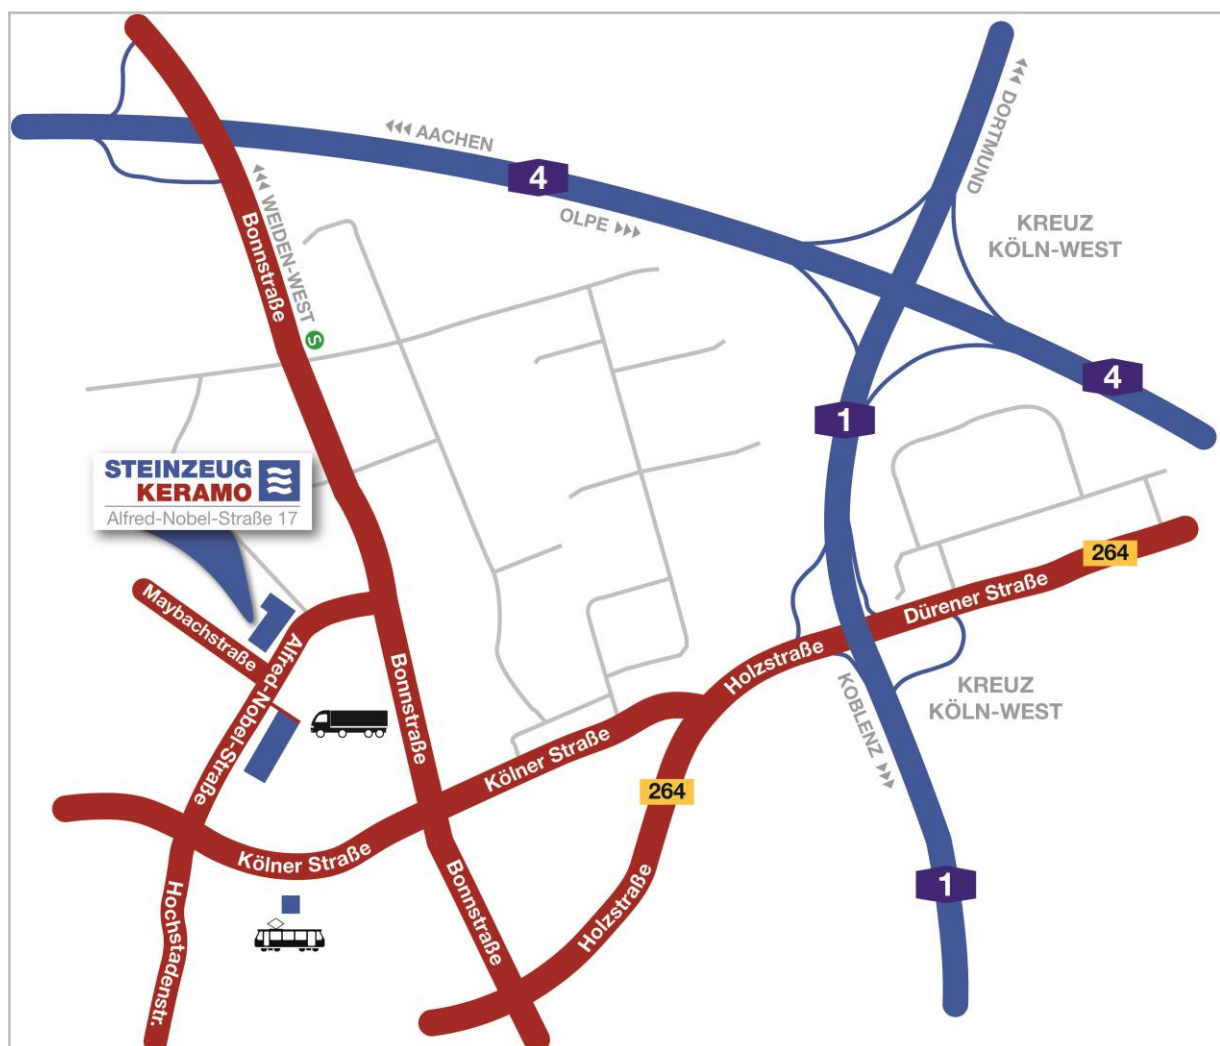 ◄◄◄ AACHEN
4
OLPE ►►►
◄◄◄ DORTMUND
KREUZ
KÖLN-WEST
◄◄◄ WEIDEN-WEST
S
Bonnstraße
4
1
STEINZEUG
KERAMO
Alfred-Nobel-Straße 17
264
Dürener Straße
Maybachstraße
Alfred-Nobel-Straße
Bonnstraße
Holzstraße
KOBLENZ ►►►
KREUZ
KÖLN-WEST
Kölner Straße
264
Kölner Straße
1
Hochstadenstr.
Bonnstraße
Holzstraße